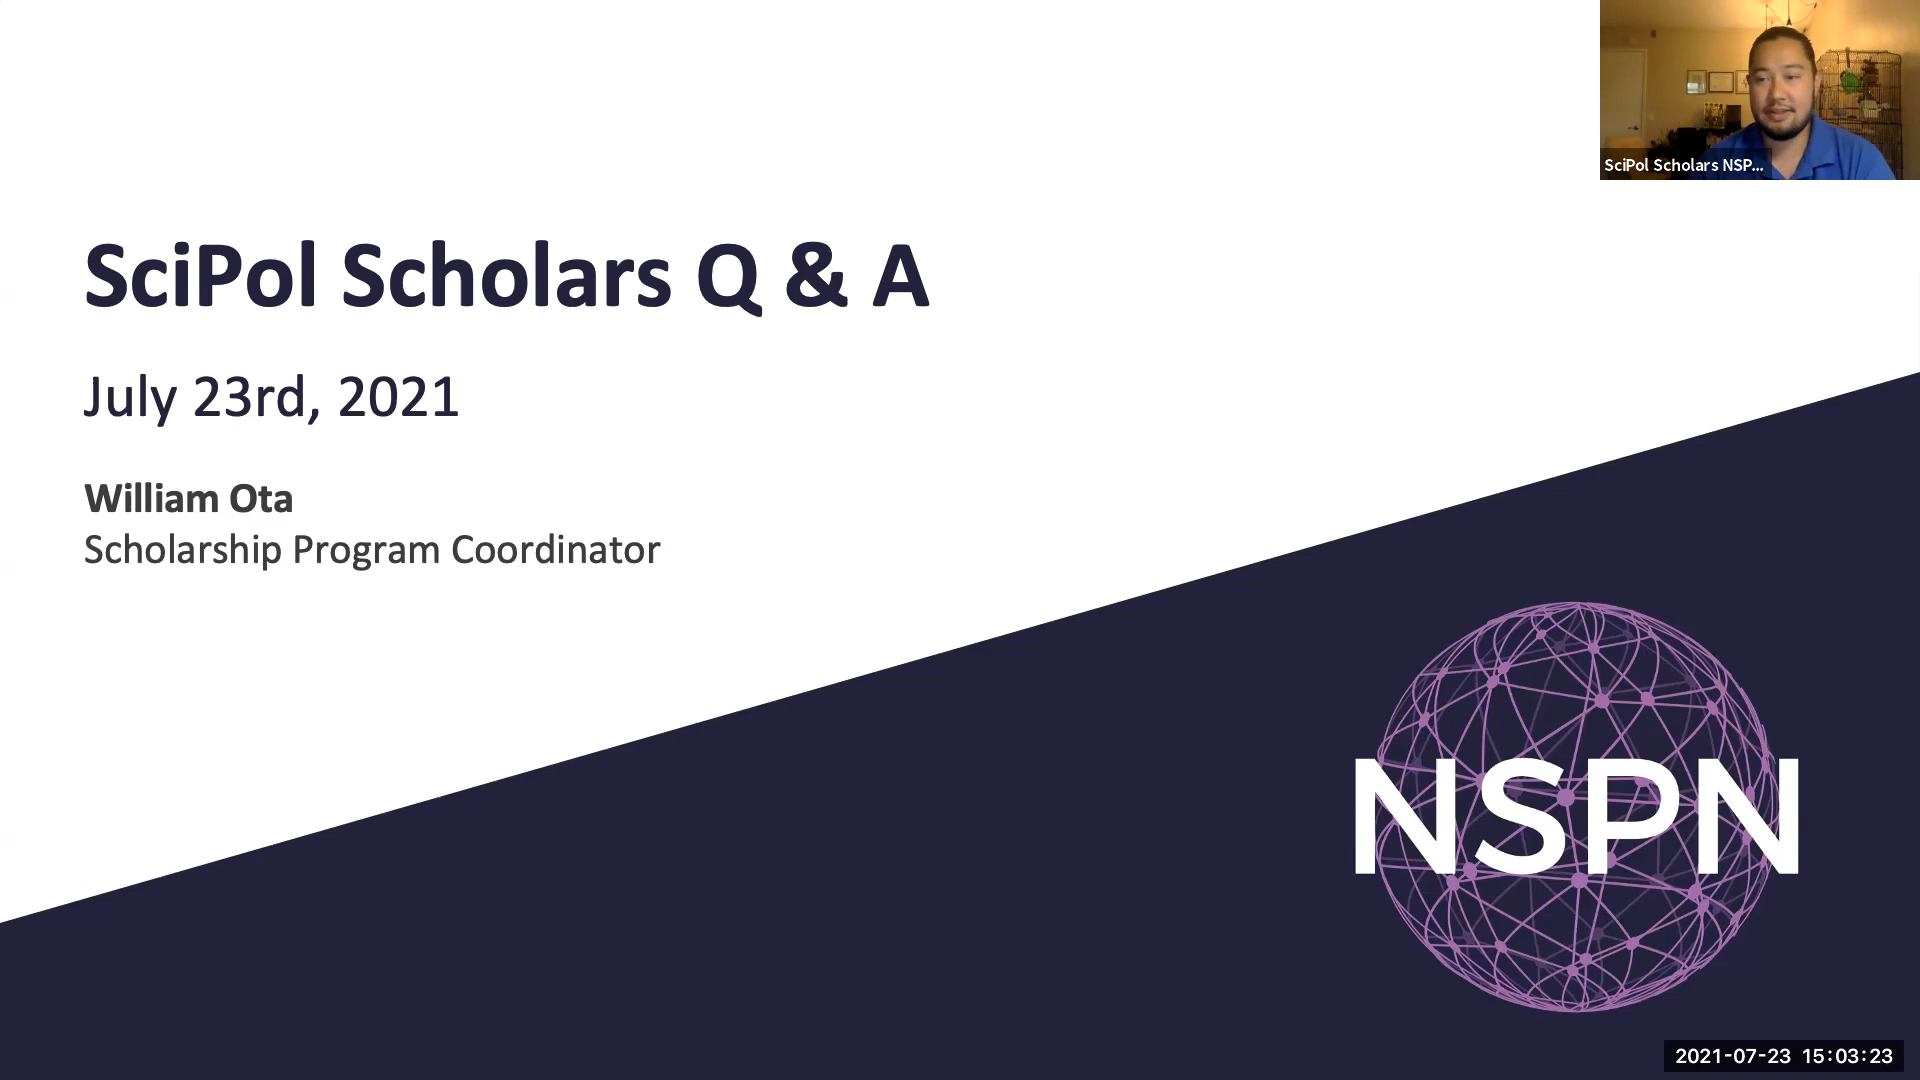 SciPol Scholars NSP...
SciPol Scholars Q & A
July 23rd, 2021
William Ota
Scholarship Program Coordinator
NSPN
2021-07-23 15:03:23